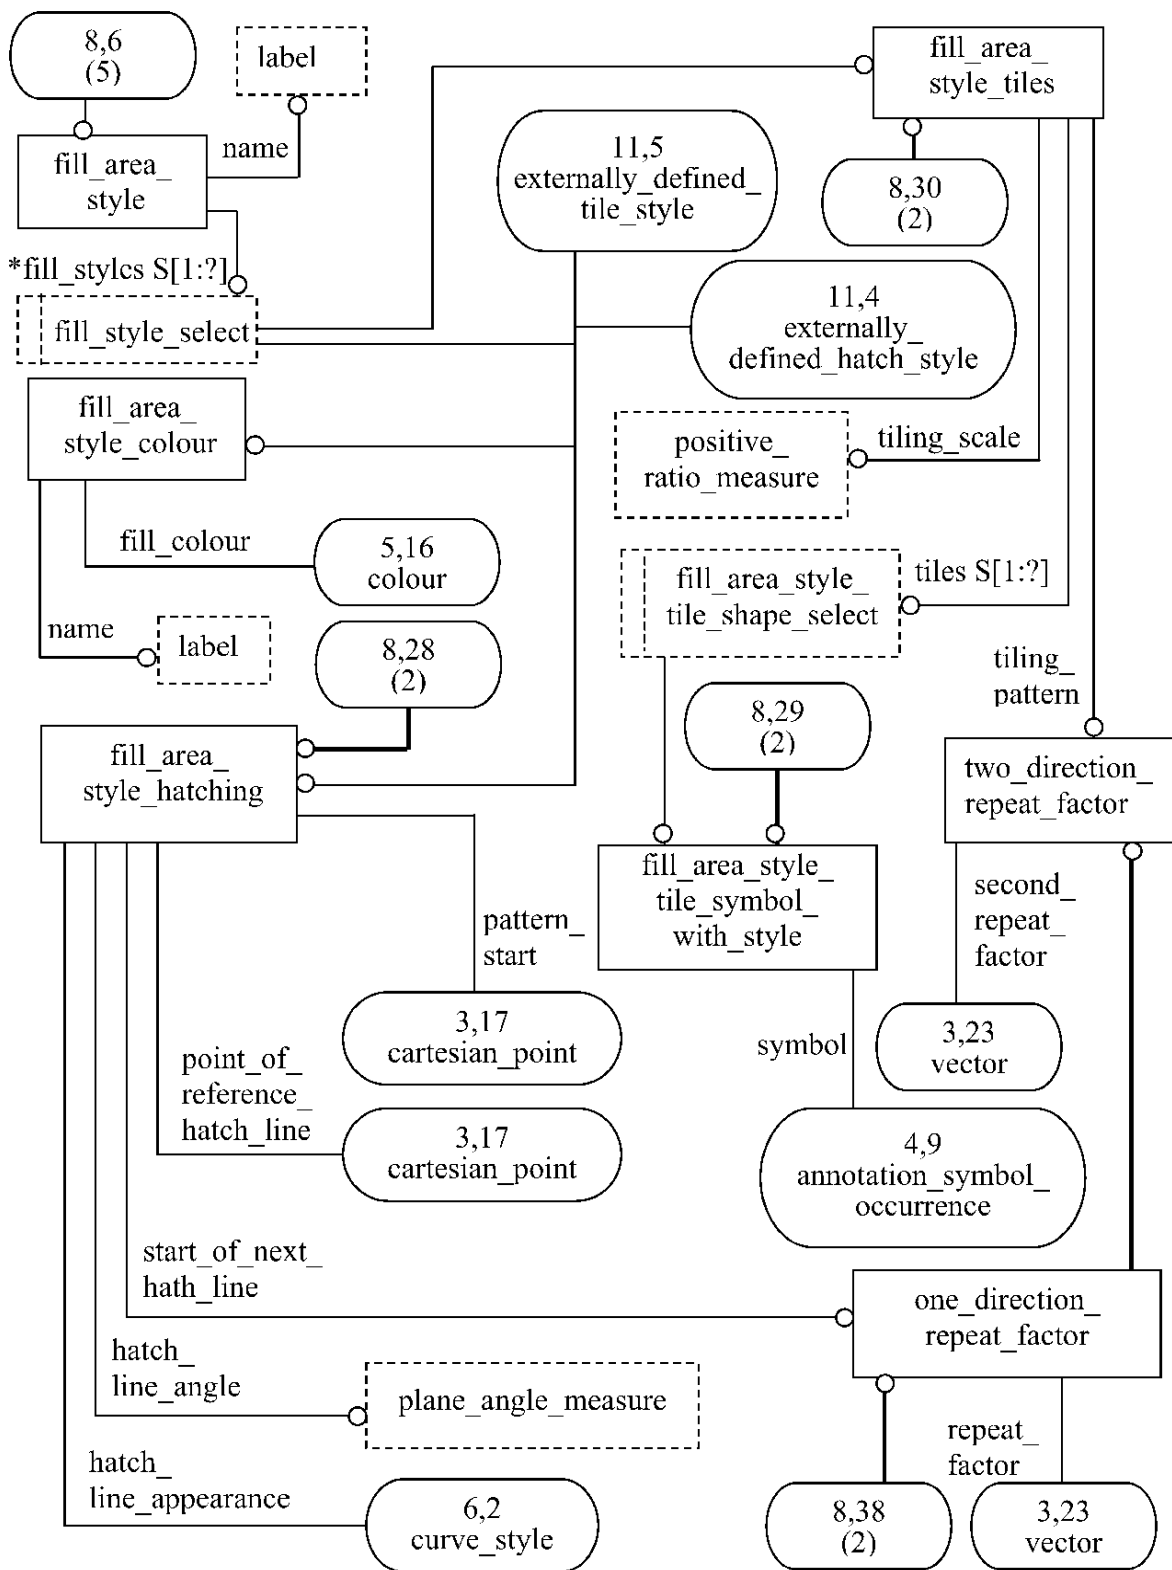 8,6
(5)
label
fill_area_
style_tiles
name
fill_area_
style
11,5
externally_defined_
tile_style
8,30
(2)
*fill_styles S[1:?]
fill_style_select
11,4
externally_
defined_hatch_style
fill_area_
style_colour
positive_
ratio_measure
tiling_scale
fill_colour
5,16
colour
fill_area_style_
tile_shape_select
tiles S[1:?]
name
label
8,28
(2)
tiling_
pattern
8,29
(2)
fill_area_
style_hatching
two_direction_
repeat_factor
fill_area_style_
tile_symbol_
with_style
second_
repeat_
factor
pattern_
start
3,17
cartesian_point
symbol
3,23
vector
point_of_
reference_
hatch_line
3,17
cartesian_point
4,9
annotation_symbol_
occurrence
start_of_next_
hath_line
one_direction_
repeat_factor
hatch_
line_angle
plane_angle_measure
repeat_
factor
hatch_
line_appearance
6,2
curve_style
8,38
(2)
3,23
vector